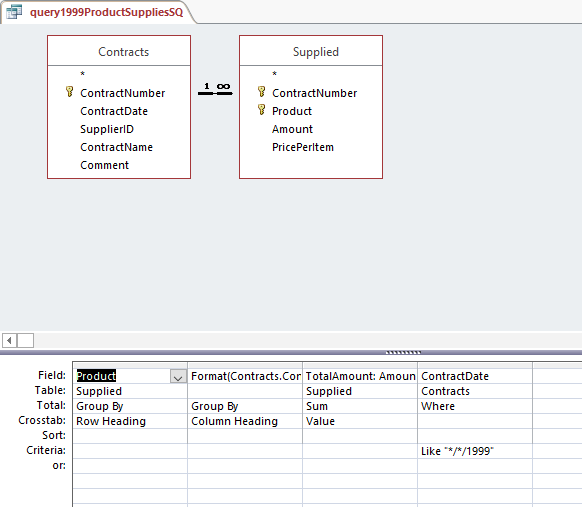 query1999ProductSuppliesSQ
Contracts
*
ContractNumber
ContractDate
SupplierID
ContractName
Comment
1 ∞
Supplied
*
ContractNumber
Product
Amount
PricePerItem
Field: Product Format(Contracts.Con TotalAmount: Amoun ContractDate
Table: Supplied Supplied Contracts
Total: Group By Group By Sum Where
Crosstab: Row Heading Column Heading Value
Sort:
Criteria: Like "*/*/1999"
or: